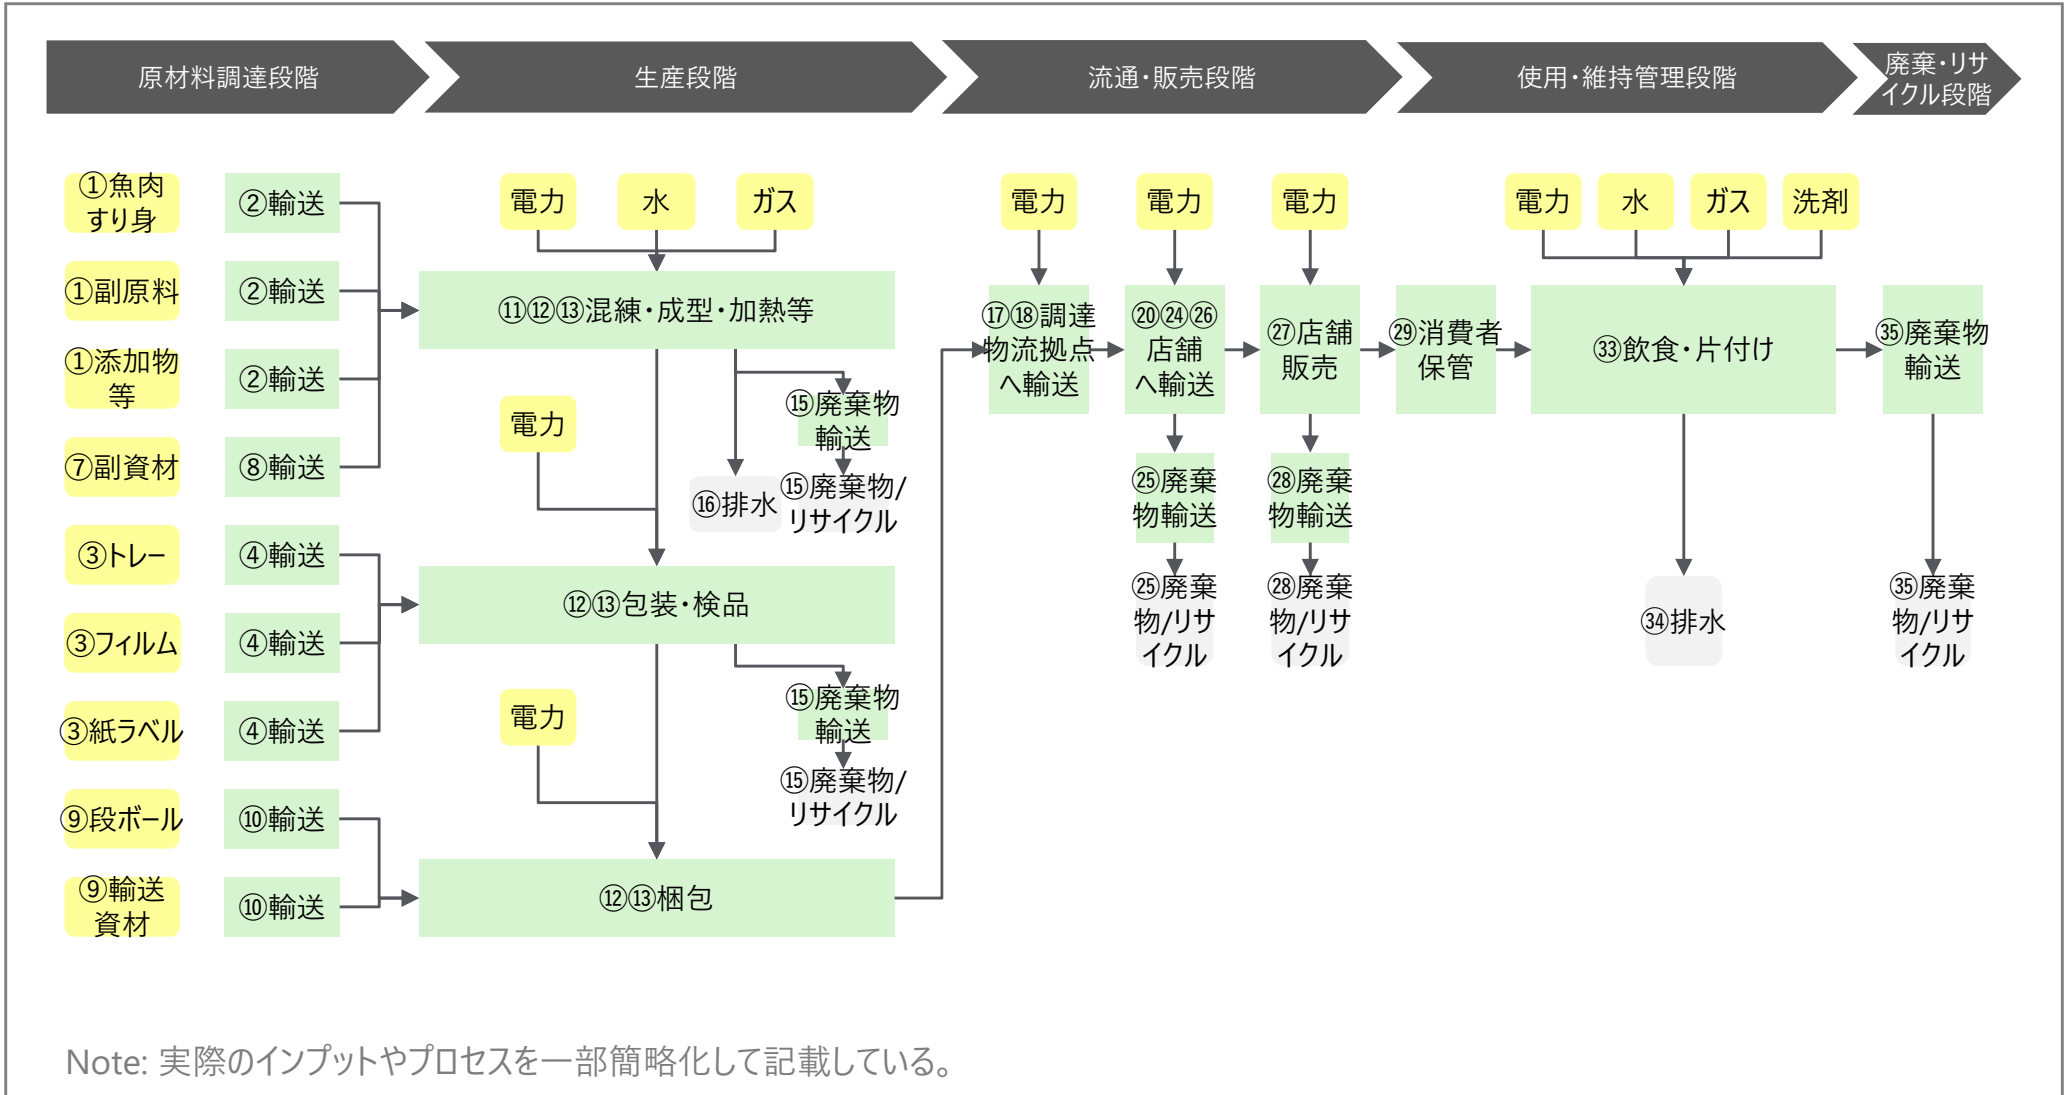 原材料調達段階
生産段階
流通・販売段階
使用・維持管理段階
廃棄・リサ
イクル段階
①魚肉
すり身
②輸送
①副原料
②輸送
①添加物
等
②輸送
⑦副資材
⑧輸送
③トレー
④輸送
③フィルム
④輸送
③紙ラベル
④輸送
⑨段ボール
⑩輸送
⑨輸送
資材
⑩輸送
電力
水
ガス
⑪⑫⑬混練・成型・加熱等
電力
⑮廃棄物
輸送
⑯排水
⑮廃棄物/
リサイクル
⑫⑬包装・検品
電力
⑮廃棄物
輸送
⑮廃棄物/
リサイクル
⑫⑬梱包
電力
⑰⑱調達
物流拠点
へ輸送
電力
⑳㉔㉖
店舗
へ輸送
㉕廃棄
物輸送
㉕廃棄
物/リサ
イクル
電力
㉗店舗
販売
㉘廃棄
物輸送
㉘廃棄
物/リサ
イクル
㉙消費者
保管
電力
水
ガス
洗剤
㉝飲食・片付け
㉞排水
㉟廃棄物
輸送
㉟廃棄
物/リサ
イクル
Note: 実際のインプットやプロセスを一部簡略化して記載している。